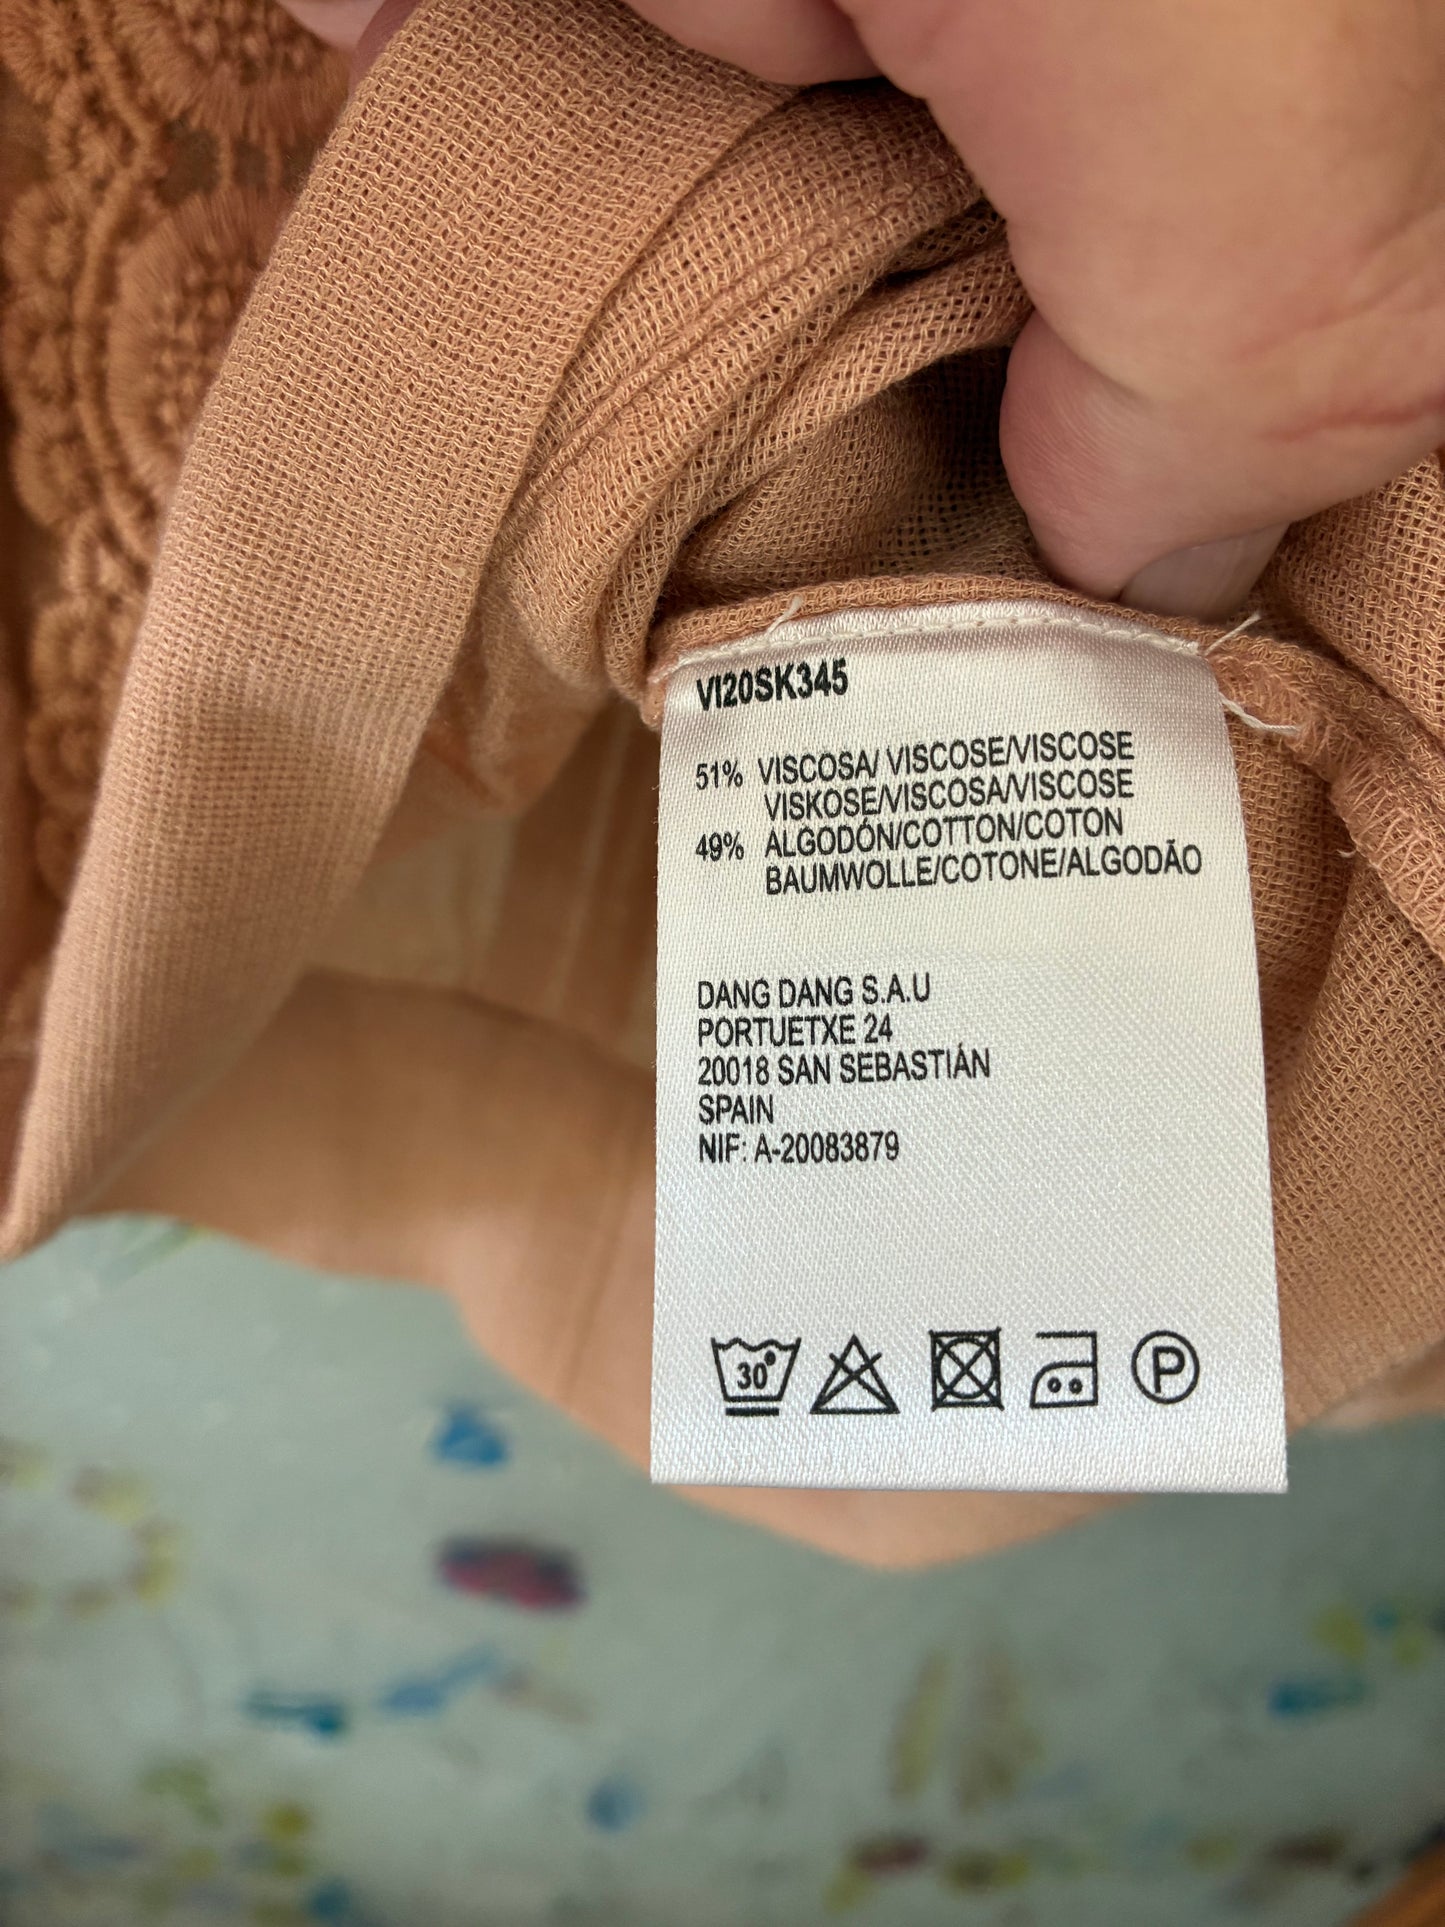 VI20SK345
51% VISCOSA/ VISCOSE/VISCOSE
VISKOSE/VISCOSA/VISCOSE
49% ALGODÓN/COTTON/COTON
BAUMWOLLE/COTONE/ALGODÃO
DANG DANG S.A.U
PORTUETXE 24
20018 SAN SEBASTIÁN
SPAIN
NIF: A-20083879
30° P